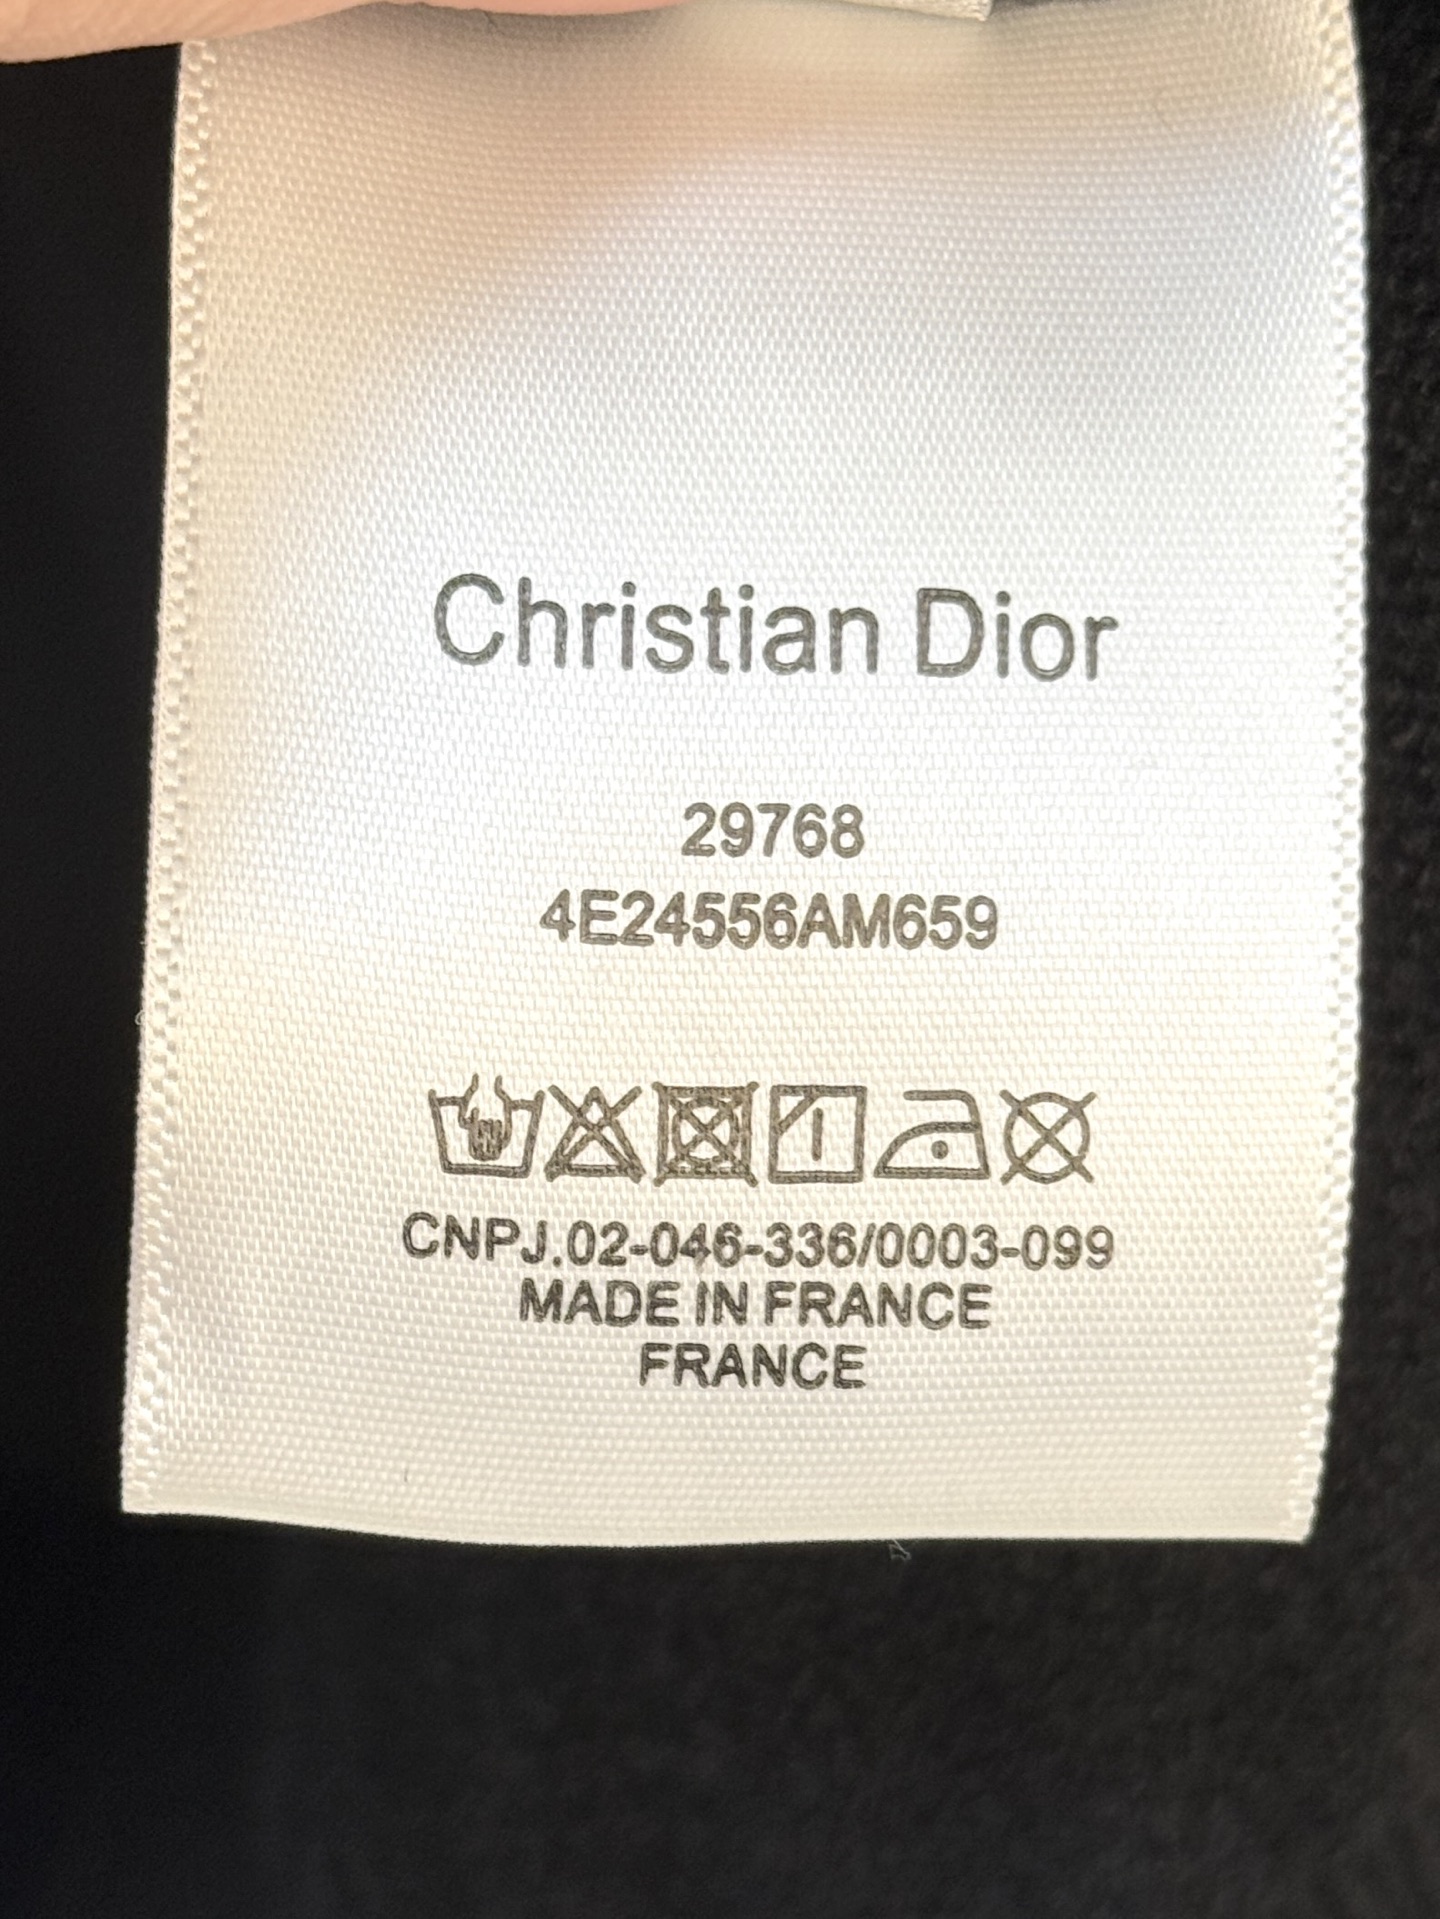 Christian Dior
29768
4E24556AM659
CNPJ.02-046-336/0003-099
MADE IN FRANCE
FRANCE